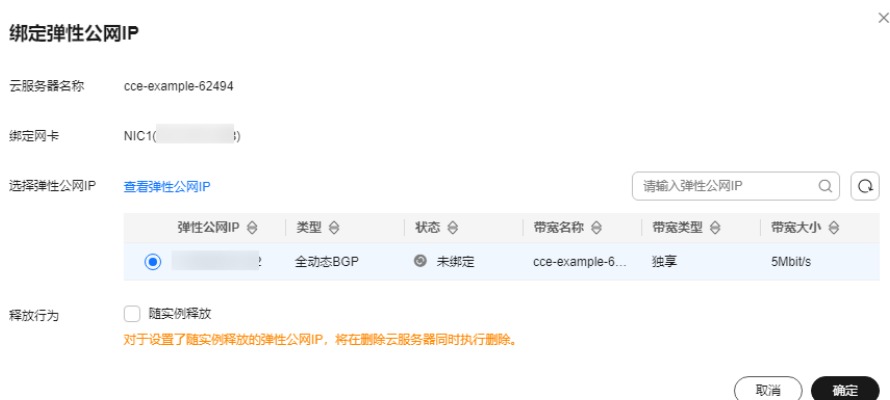 绑定弹性公网IP
云服务器名称 cce-example-62494
绑定网卡 NIC1( 3)
选择弹性公网IP 查看弹性公网IP 请输入弹性公网IP
弹性公网IP 类型 状态 带宽名称 带宽类型 带宽大小
2 全动态BGP 未绑定 cce-example-6... 独享 5Mbit/s
释放行为 随实例释放
对于设置了随实例释放的弹性公网IP，将在删除云服务器同时执行删除。
取消 确定